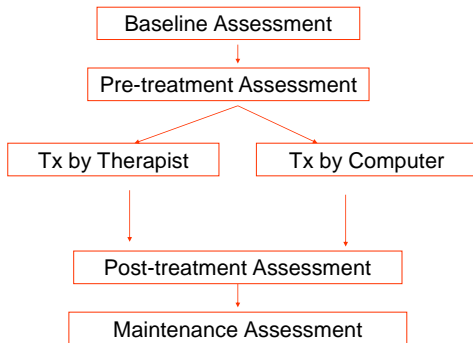 Baseline Assessment
Pre-treatment Assessment
Tx by Therapist
Tx by Computer
Post-treatment Assessment
Maintenance Assessment